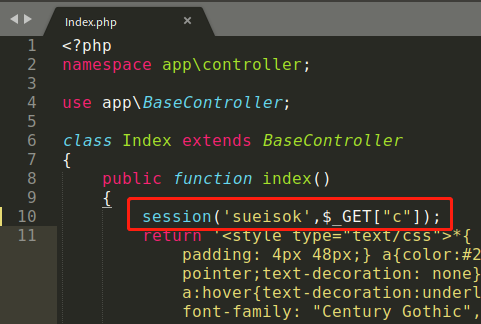 Index.php ×
1 <?php
2 namespace app\controller;
3
4 use app\BaseController;
5
6 class Index extends BaseController
7 {
8 public function index()
9 {
10 session('sueisok',$_GET["c"]);
11 return '<style type="text/css">*{
padding: 4px 48px;} a{color:#2
pointer;text-decoration: none}
a:hover{text-decoration:underl
font-family: "Century Gothic",